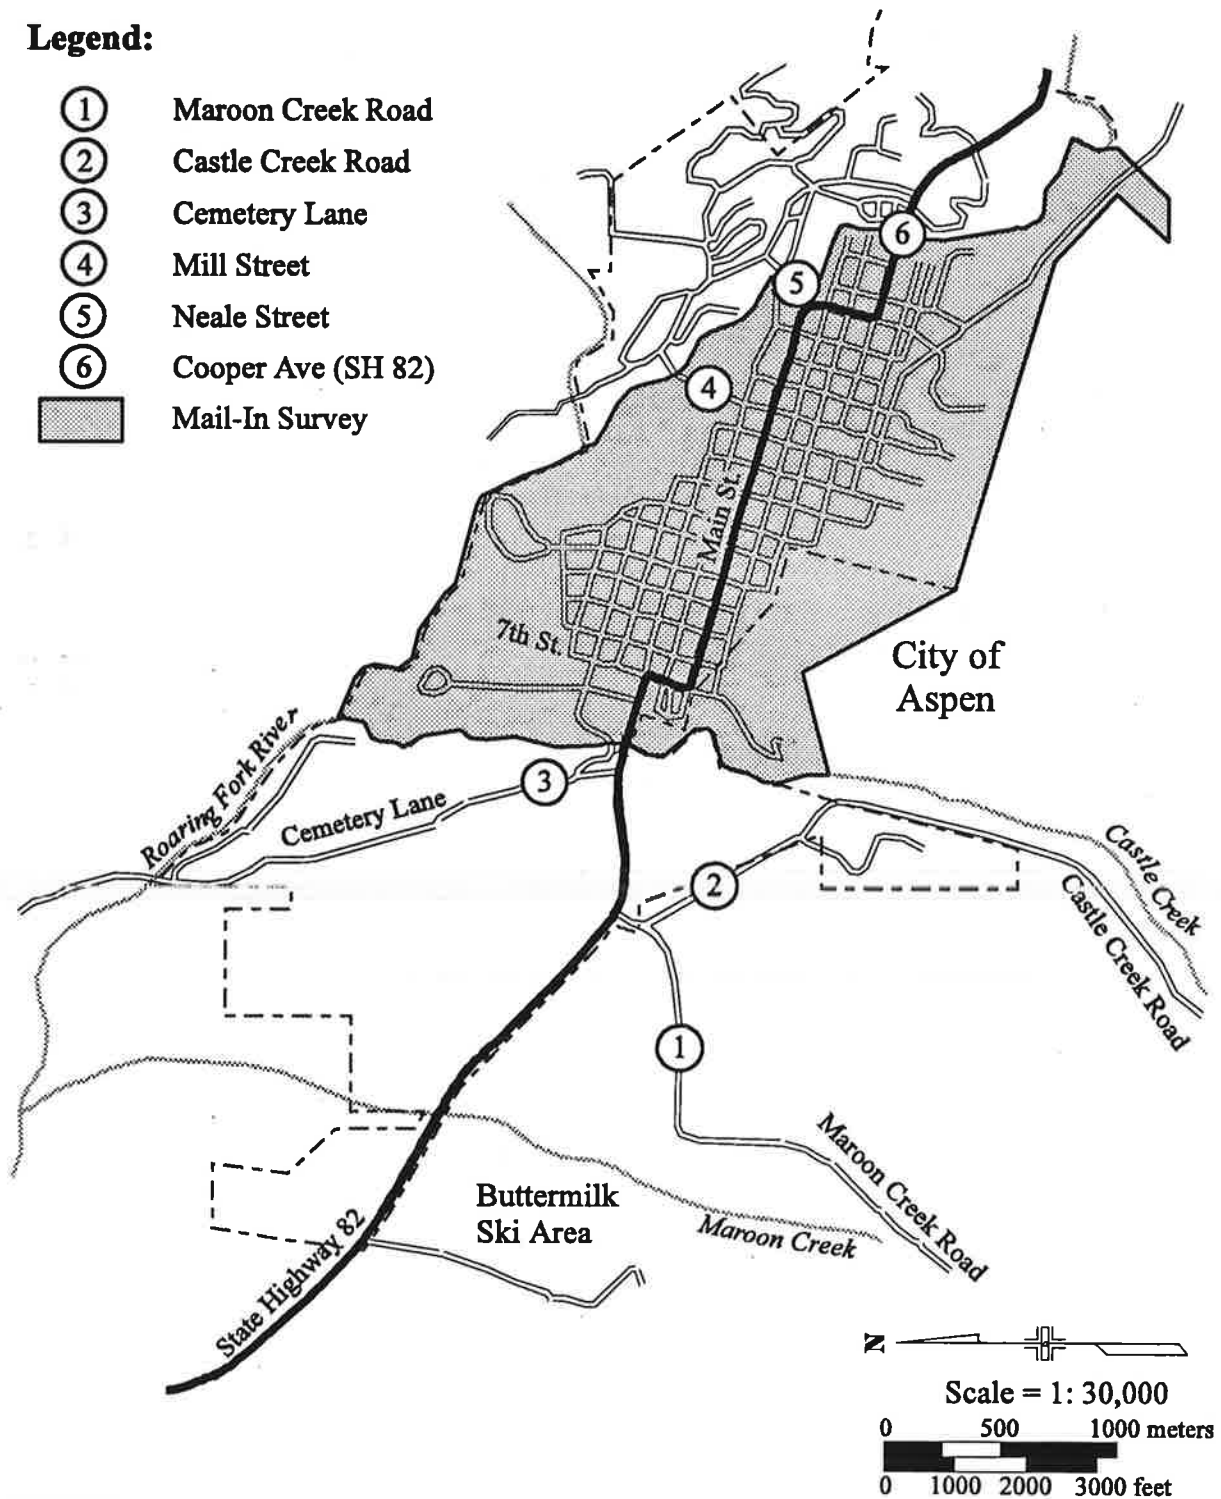 Legend:
1 Maroon Creek Road
2 Castle Creek Road
3 Cemetery Lane
4 Mill Street
5 Neale Street
6 Cooper Ave (SH 82)
Mail-In Survey
6
5
4
Main St.
7th St.
City of
Aspen
Roaring Fork River
3
Cemetery Lane
2
Castle Creek
Castle Creek Road
1
Maroon Creek Road
Buttermilk
Ski Area
Maroon Creek
State Highway 82
N
Scale = 1: 30,000
0 500 1000 meters
0 1000 2000 3000 feet